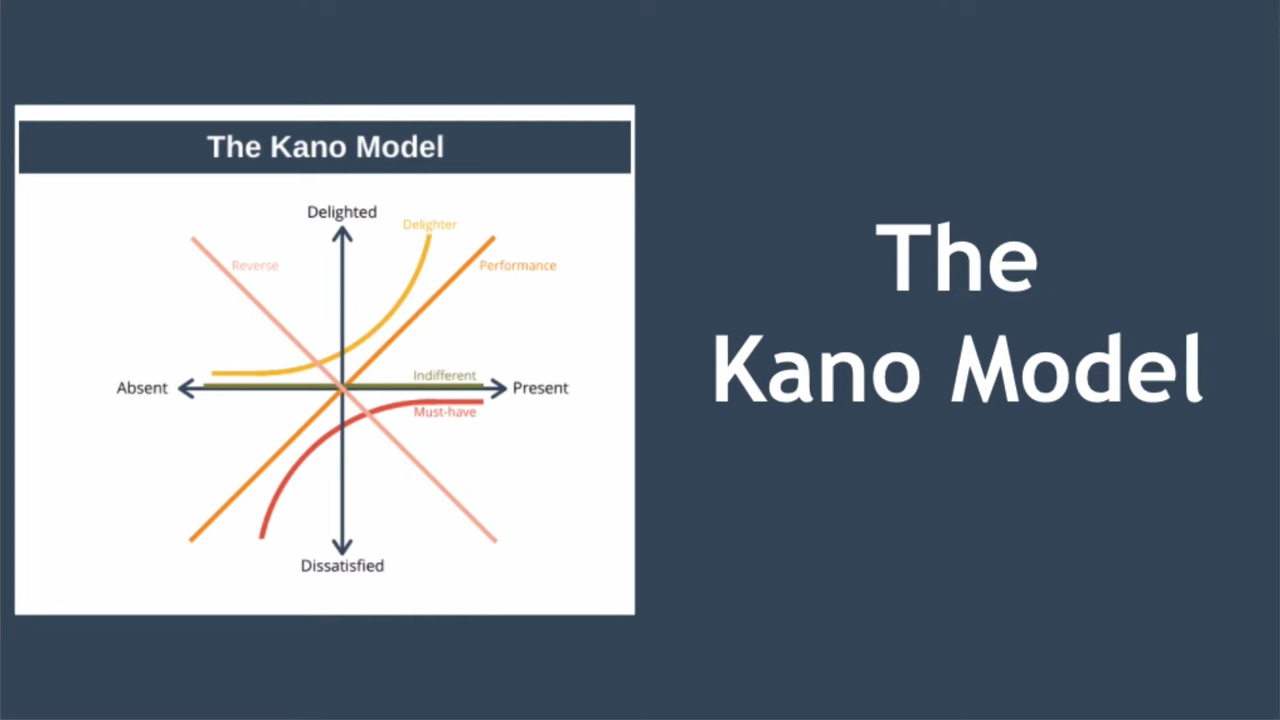 The Kano Model
Delighted
Delighter
Reverse
Performance
Indifferent
Absent
Present
Must-have
Dissatisfied
The
Kano Model